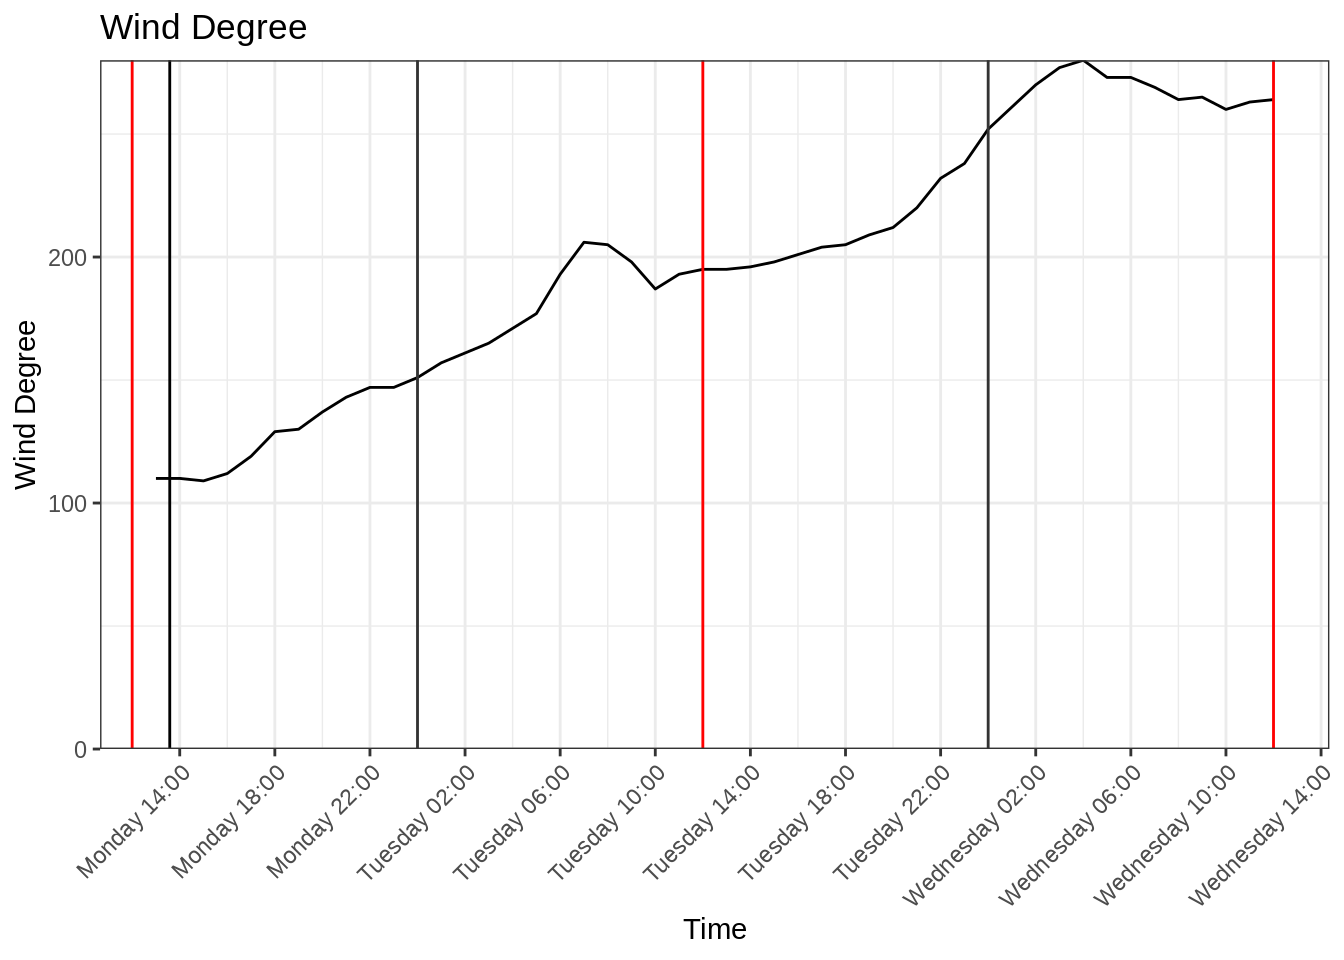 Wind Degree
Wind Degree
200
100
0
Monday 14:00
Monday 18:00
Monday 22:00
Tuesday 02:00
Tuesday 06:00
Tuesday 10:00
Tuesday 14:00
Tuesday 18:00
Tuesday 22:00
Wednesday 02:00
Wednesday 06:00
Wednesday 10:00
Wednesday 14:00
Time